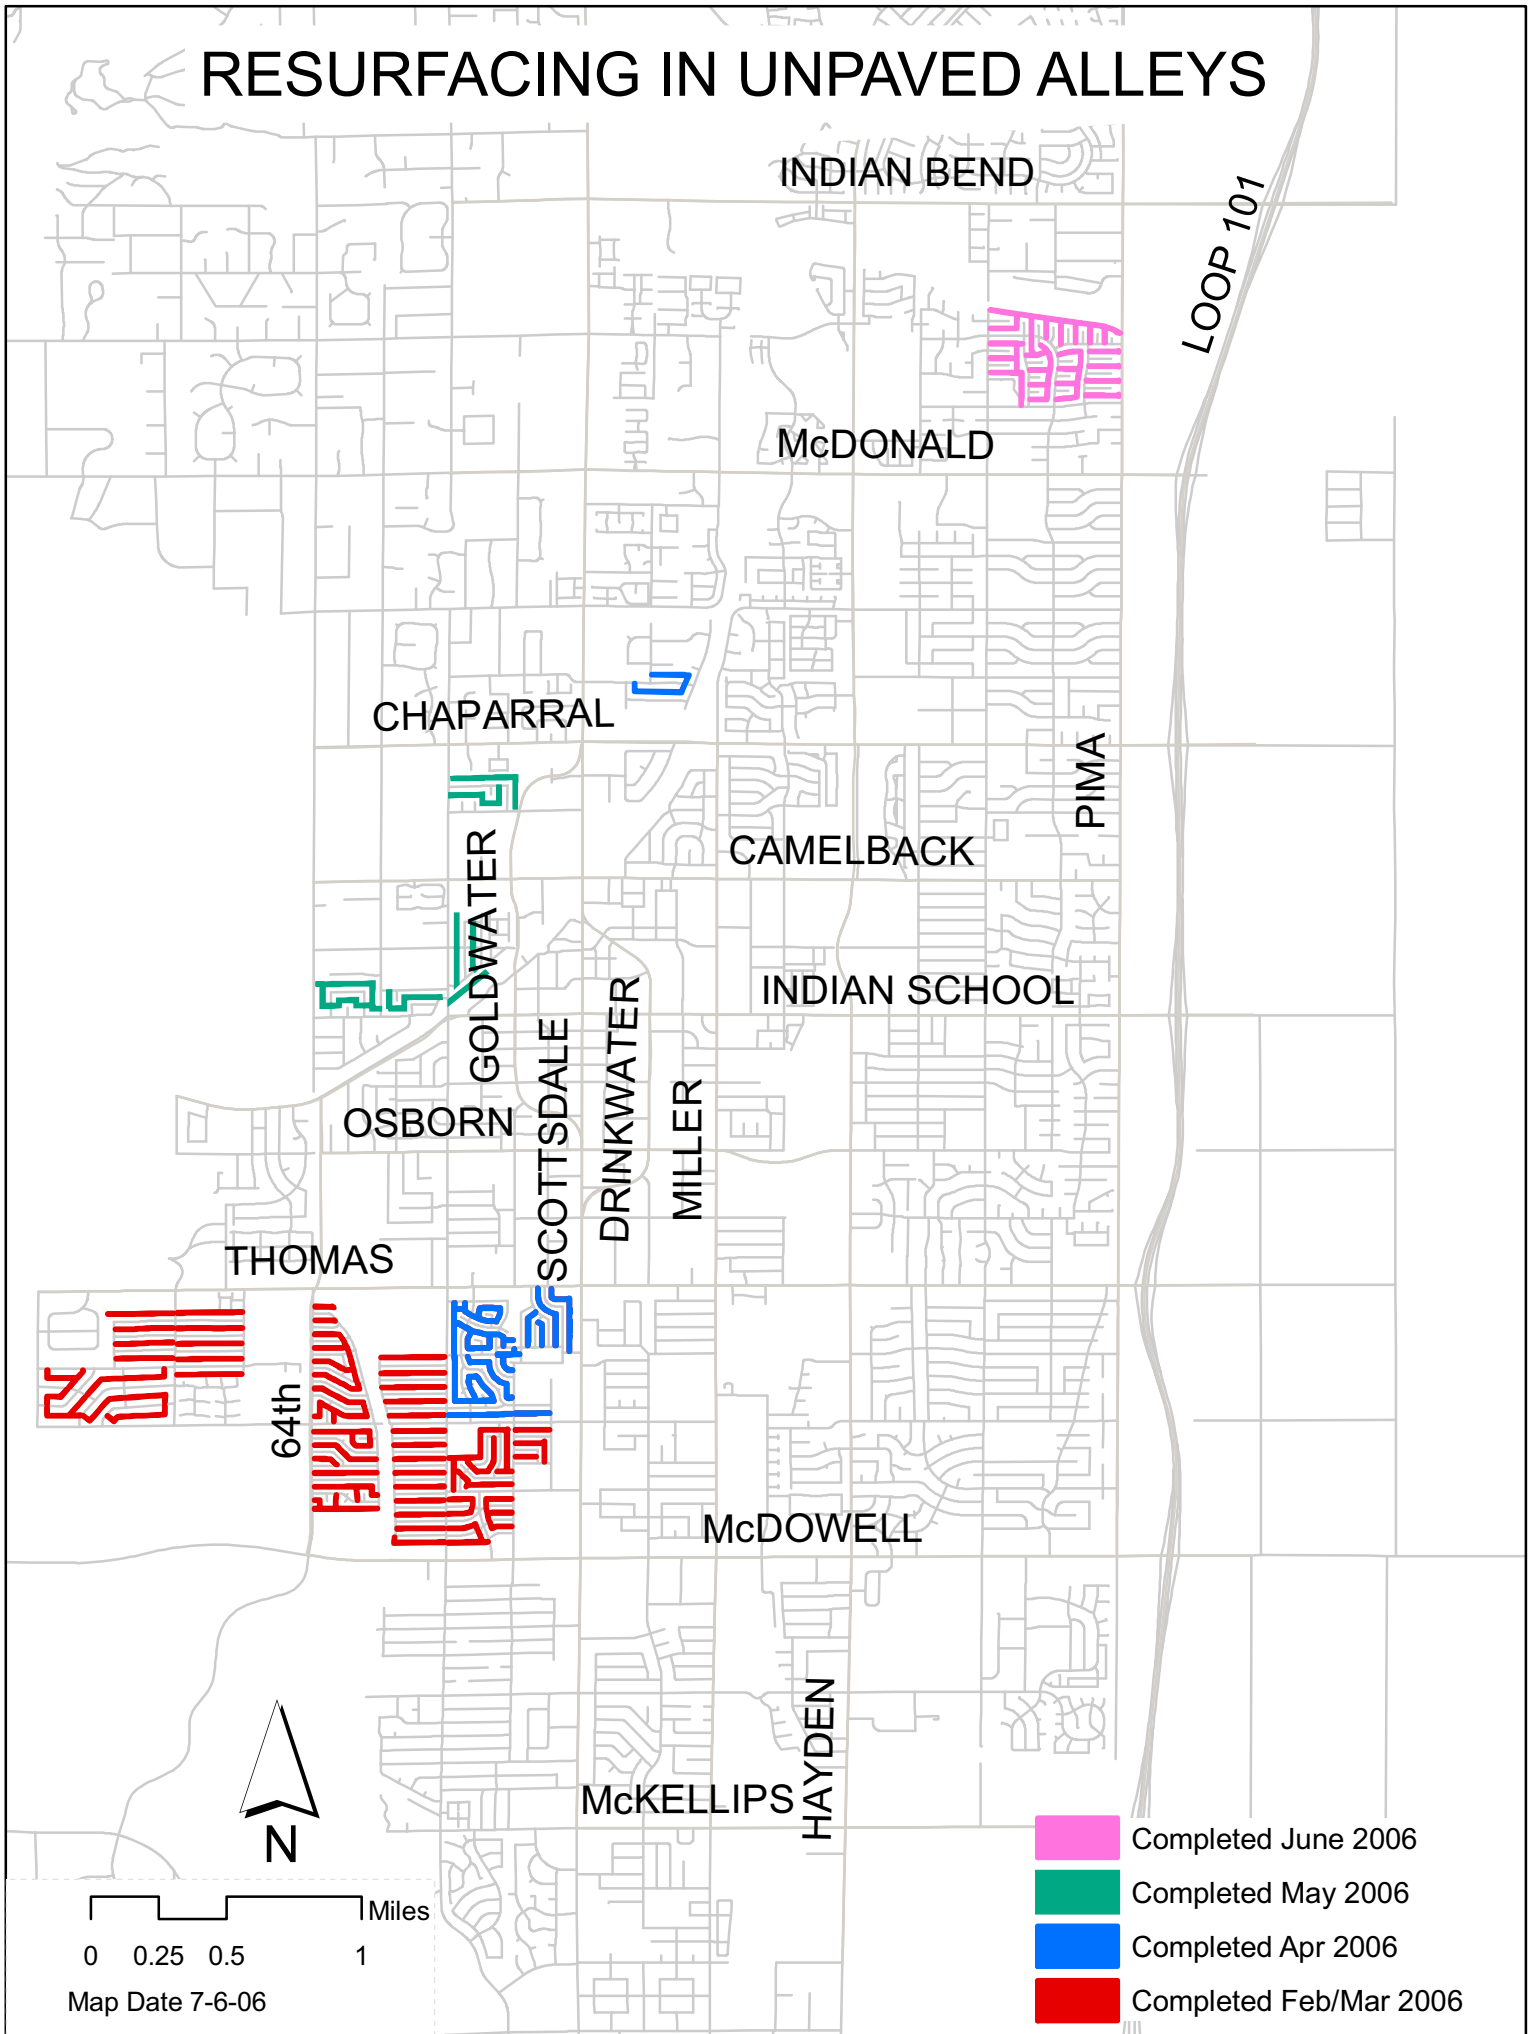 RESURFACING IN UNPAVED ALLEYS
INDIAN BEND
LOOP 101
McDONALD
CHAPARRAL
PIMA
GOLDWATER
CAMELBACK
INDIAN SCHOOL
DRINKWATER
SCOTTSDALE
OSBORN
MILLER
THOMAS
64th
McDOWELL
HAYDEN
McKELLIPS
N
Miles
0 0.25 0.5 1
Map Date 7-6-06
Completed June 2006
Completed May 2006
Completed Apr 2006
Completed Feb/Mar 2006